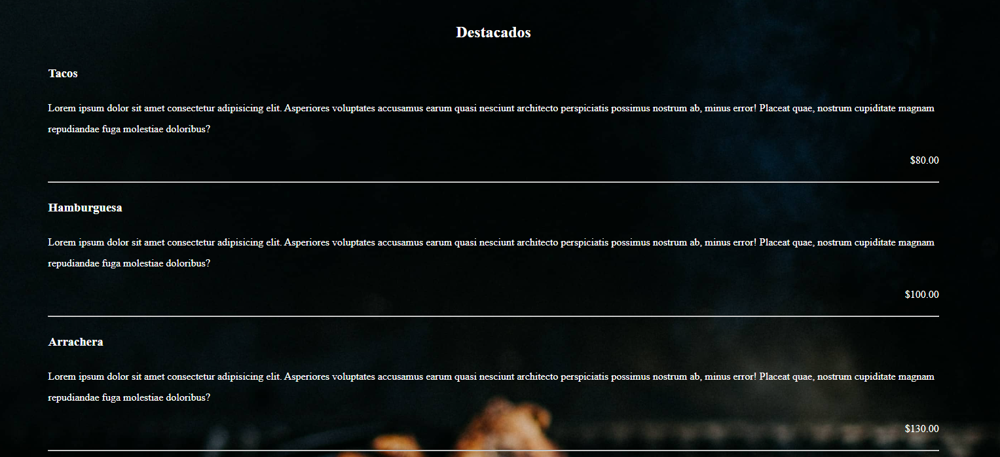 Destacados
Tacos
Lorem ipsum dolor sit amet consectetur adipisicing elit. Asperiores voluptates accusamus earum quasi nesciunt architecto perspiciatis possimus nostrum ab, minus error! Placeat quae, nostrum cupiditate magnam
repudiandae fuga molestiae doloribus?
$80.00
Hamburguesa
Lorem ipsum dolor sit amet consectetur adipisicing elit. Asperiores voluptates accusamus earum quasi nesciunt architecto perspiciatis possimus nostrum ab, minus error! Placeat quae, nostrum cupiditate magnam
repudiandae fuga molestiae doloribus?
$100.00
Arrachera
Lorem ipsum dolor sit amet consectetur adipisicing elit. Asperiores voluptates accusamus earum quasi nesciunt architecto perspiciatis possimus nostrum ab, minus error! Placeat quae, nostrum cupiditate magnam
repudiandae fuga molestiae doloribus?
$130.00